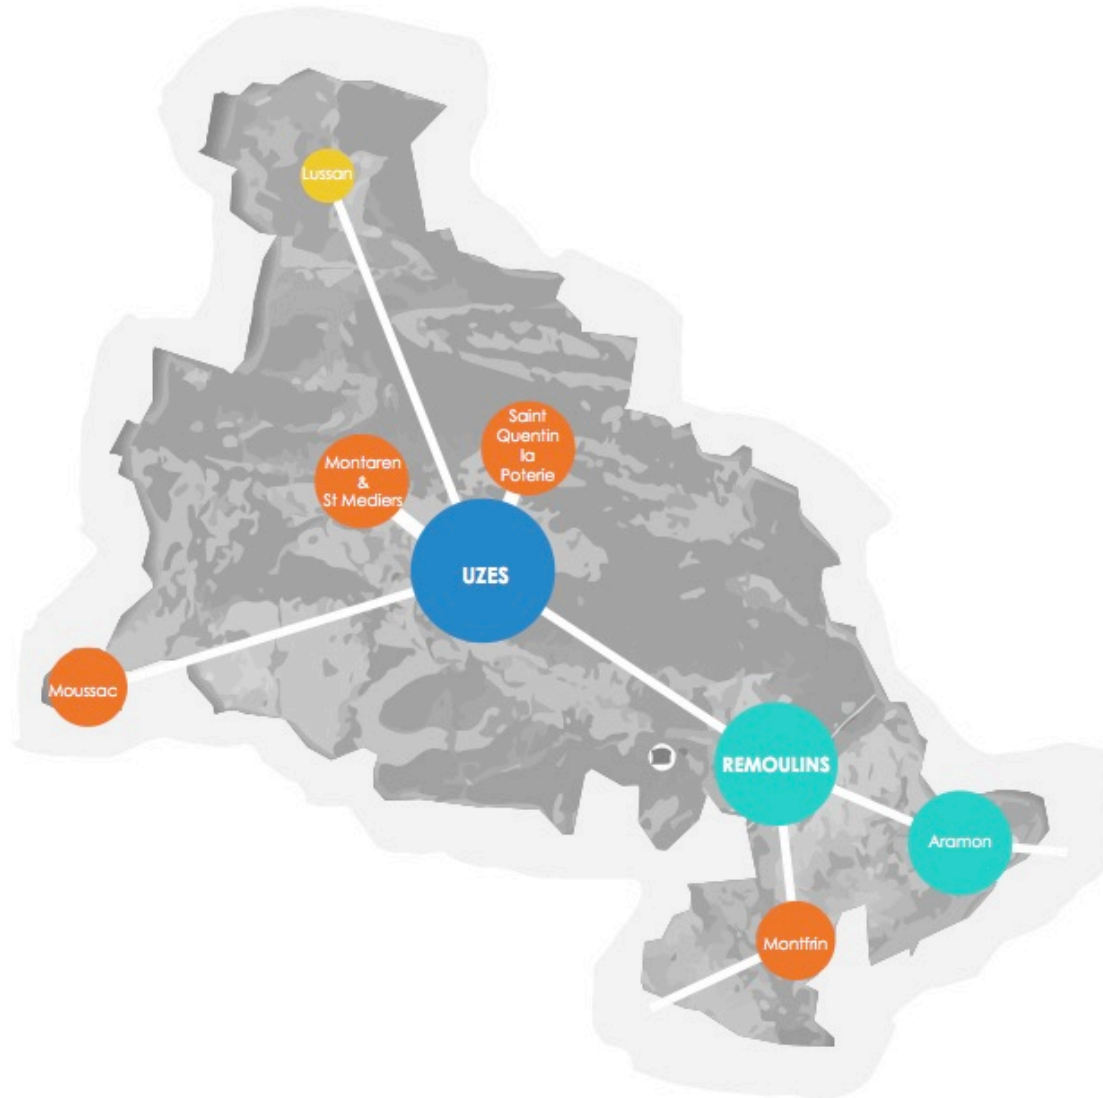 Lussan
Saint
Quentin
la
Poterie
Montaren
&
St Mediers
UZES
Moussac
REMOULINS
Aramon
Montfrin